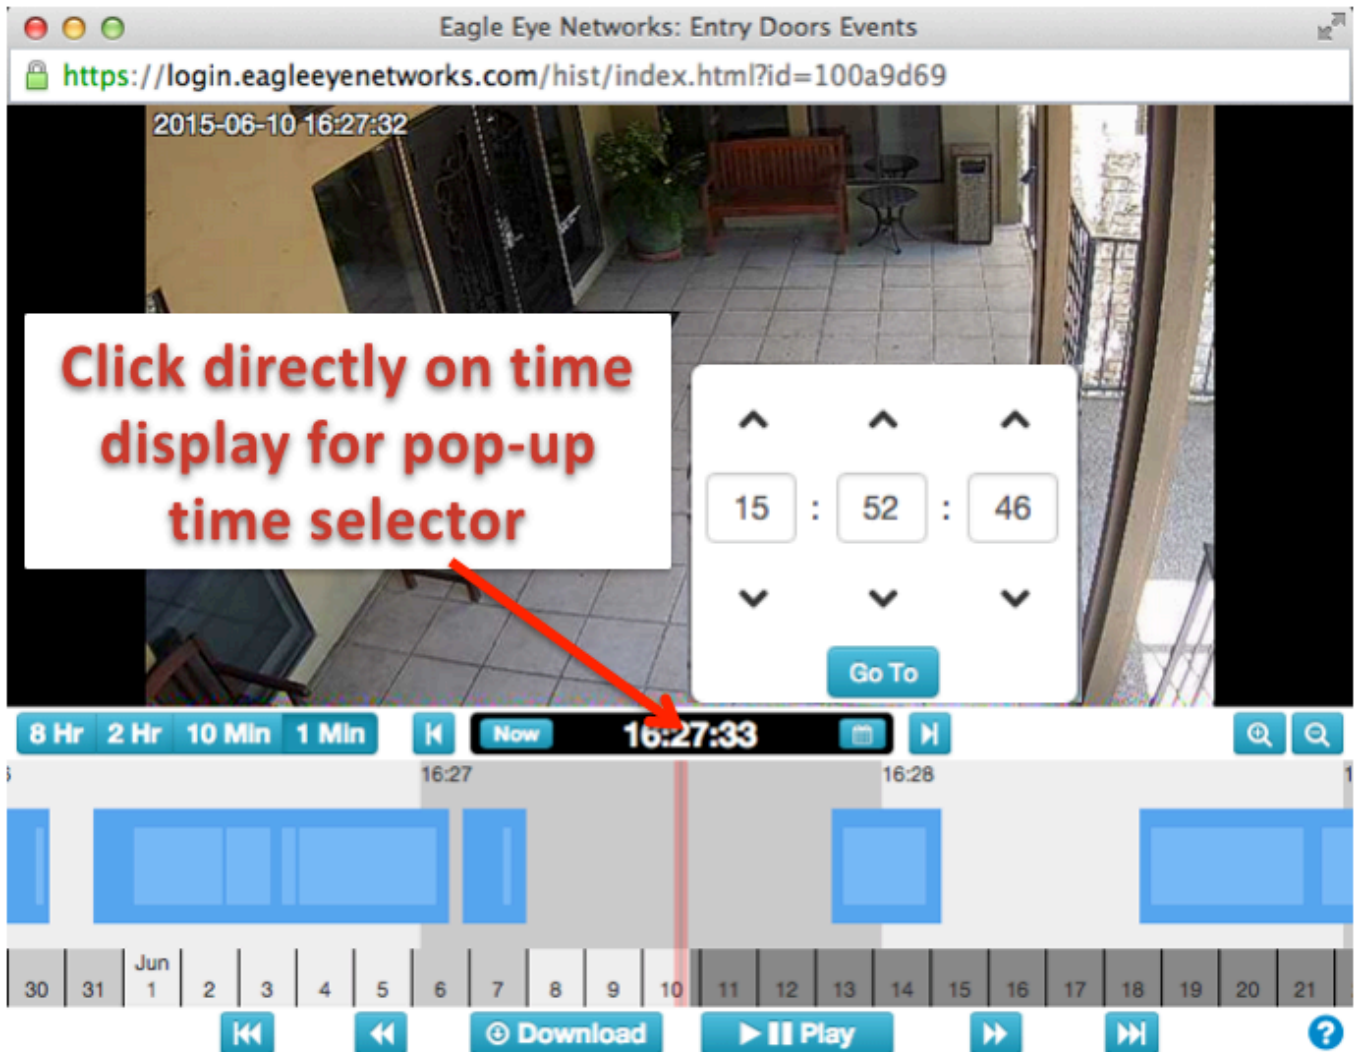 Eagle Eye Networks: Entry Doors Events
https://login.eagleeyenetworks.com/hist/index.html?id=100a9d69
2015-06-10 16:27:32
Click directly on time
display for pop-up
time selector
15 : 52 : 46
Go To
8 Hr 2 Hr 10 Min 1 Min Now 16:27:33
16:27 16:28
Jun
30 31 1 2 3 4 5 6 7 8 9 10 11 12 13 14 15 16 17 18 19 20 21
Download Play ?